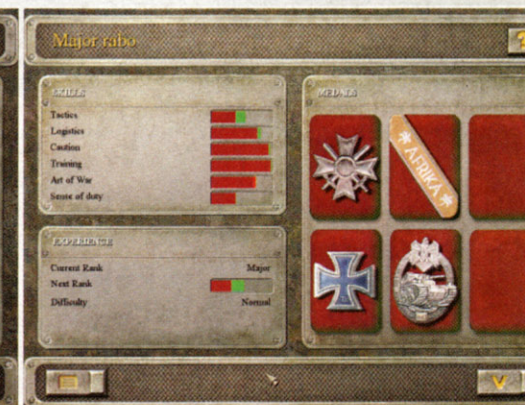 Major rabo
?
SKILLS
Tactics
Logistics
Caution
Training
Art of War
Sense of duty
EXPERIENCE
Current Rank Major
Next Rank
Difficulty Normal
MEDALS
AFRIKA